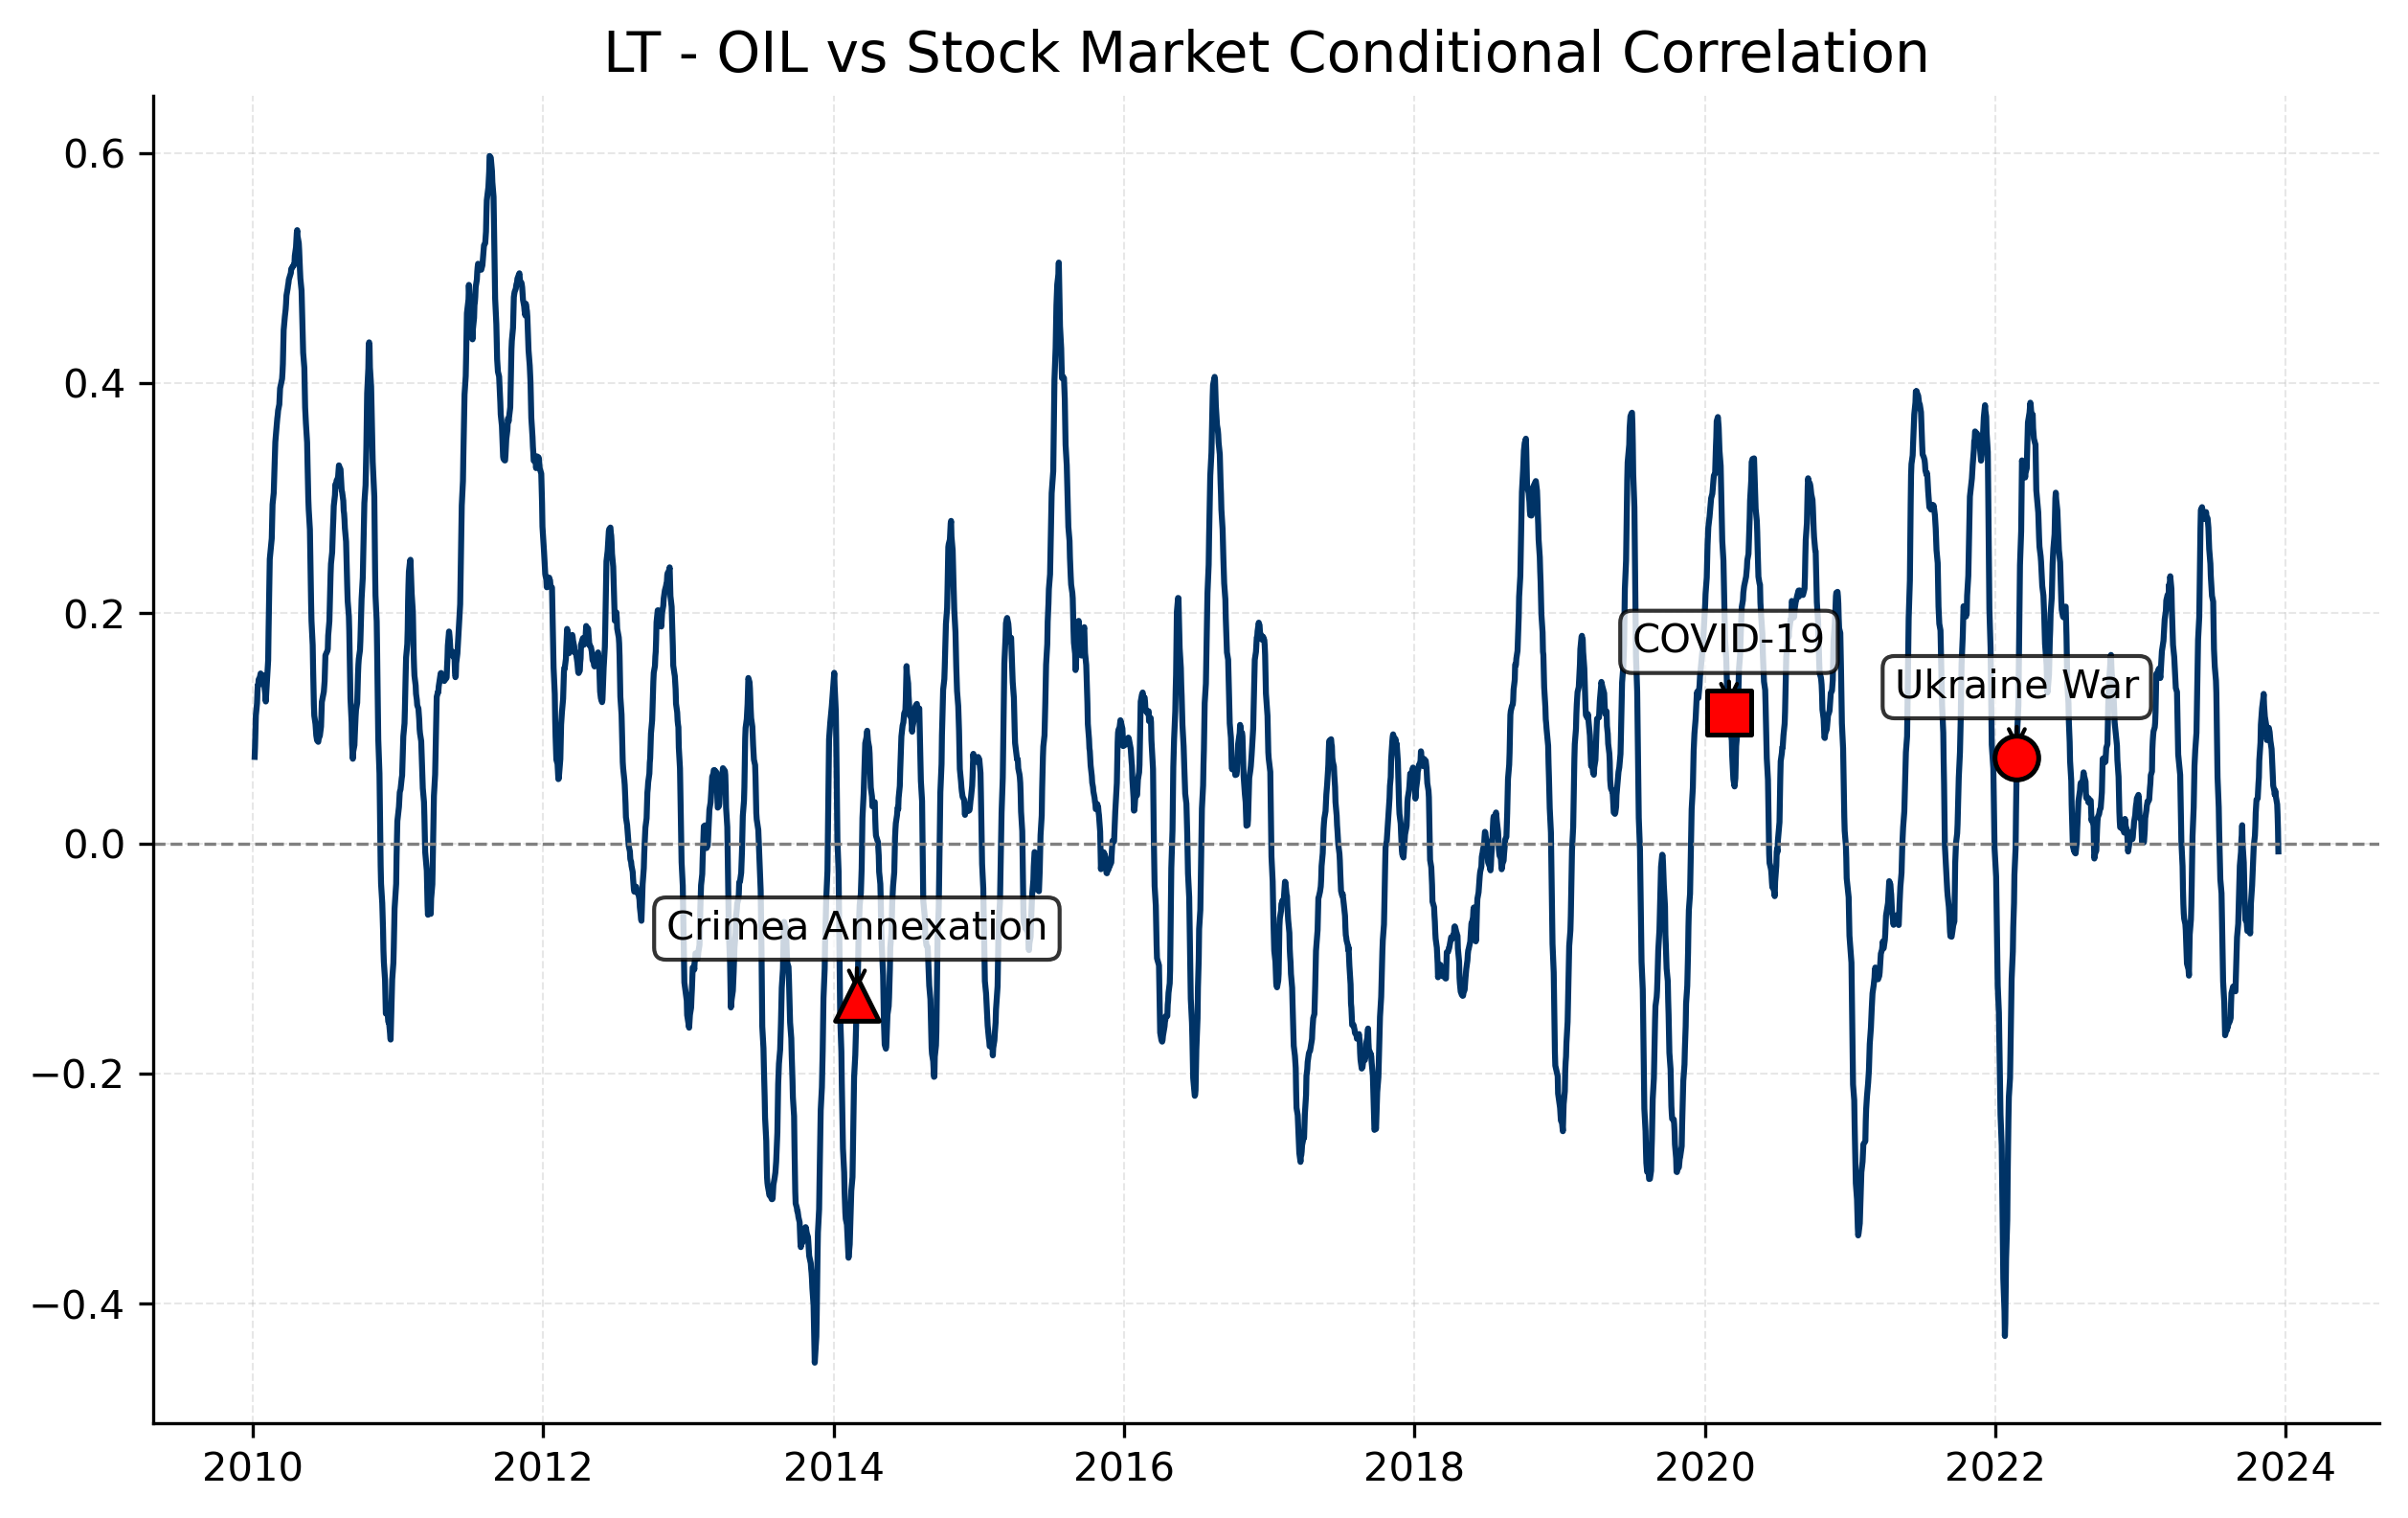 LT - OIL vs Stock Market Conditional Correlation
0.6
0.4
0.2
0.0
−0.2
−0.4
COVID-19
Ukraine War
Crimea Annexation
2010 2012 2014 2016 2018 2020 2022 2024